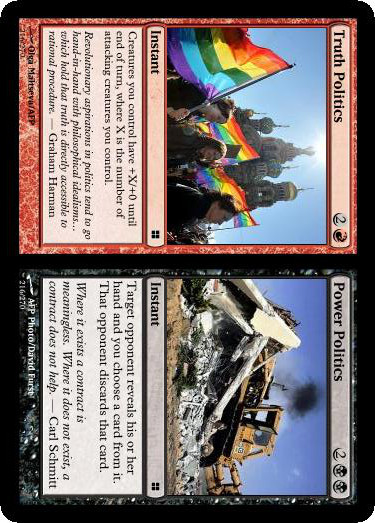 Truth Politics 2
Instant
Creatures you control have +X/+0 until
end of turn, where X is the number of
attacking creatures you control.
Revolutionary aspirations in politics tend to go
hand-in-hand with philosophical idealisms...
which hold that truth is directly accessible to
rational procedure. — Graham Harman
Olga Maltseva/AFP
216/270
Power Politics 2
Instant
Target opponent reveals his or her
hand and you choose a card from it.
That opponent discards that card.
Where it exists a contract is
meaningless. Where it does not exist, a
contract does not help. — Carl Schmitt
AFP Photo/David Furst
216/270